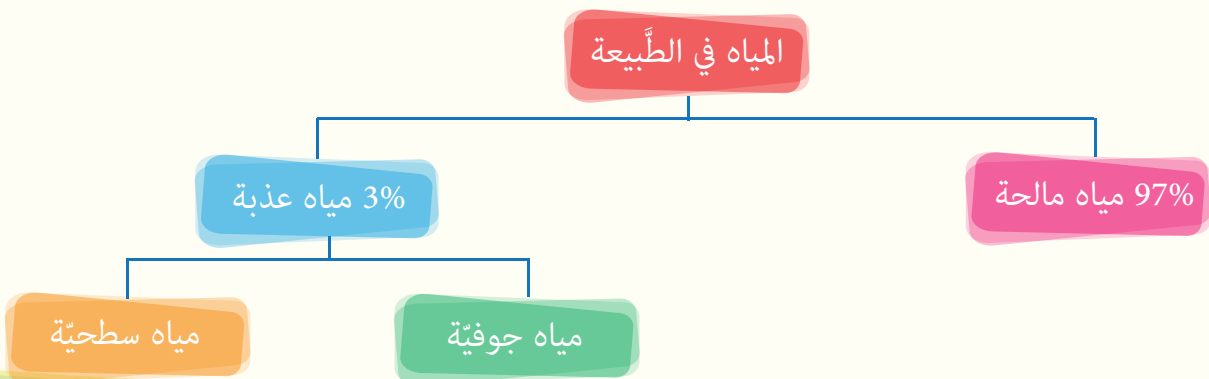 المياه في الطَّبيعة
97% مياه مالحة
3% مياه عذبة
مياه جوفيّة
مياه سطحيّة